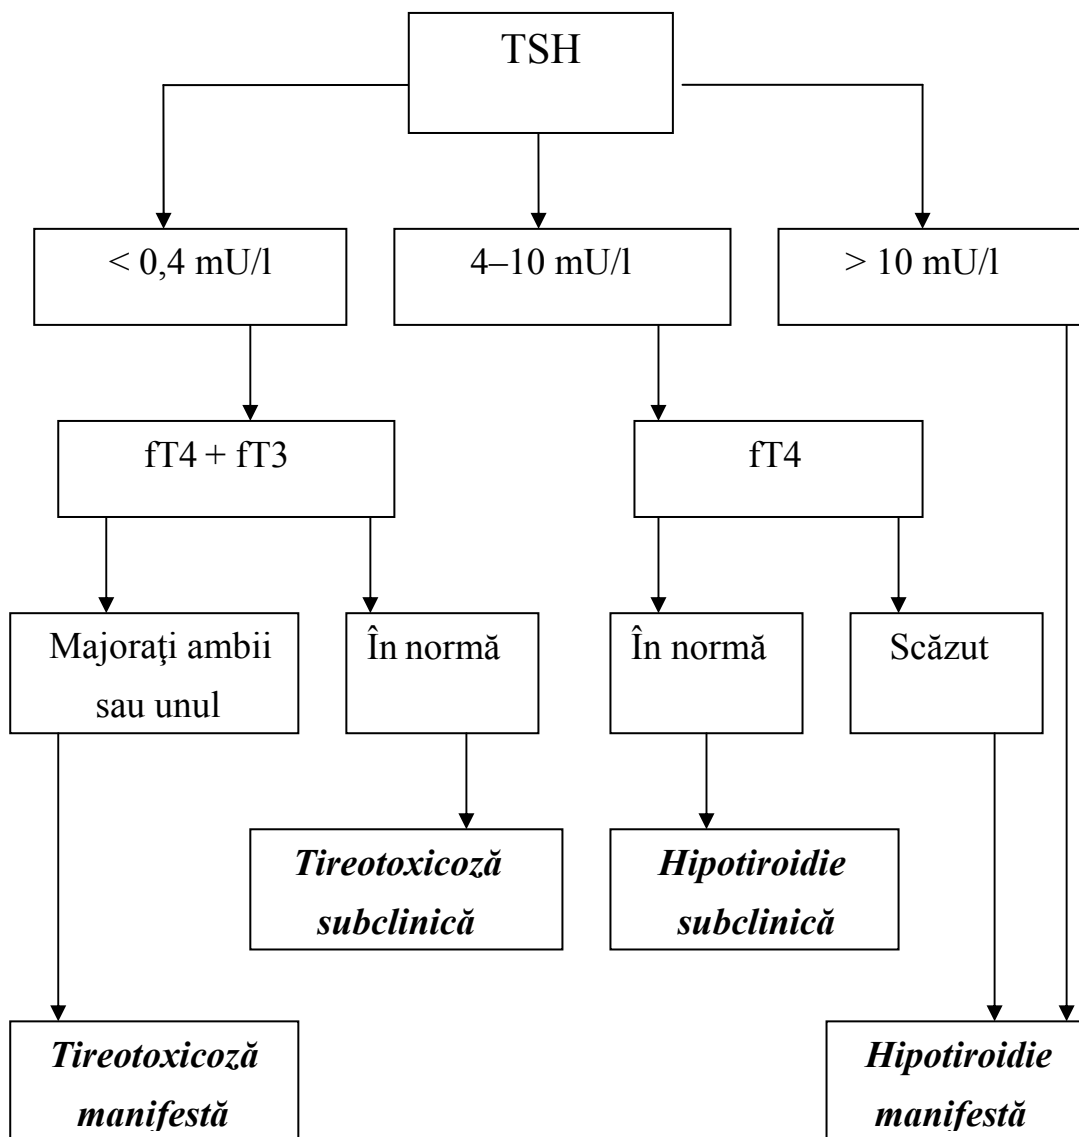 TSH
< 0,4 mU/l
4–10 mU/l
> 10 mU/l
fT4 + fT3
fT4
Majoraţi ambii
sau unul
În normă
În normă
Scăzut
Tireotoxicoză
subclinică
Hipotiroidie
subclinică
Tireotoxicoză
manifestă
Hipotiroidie
manifestă